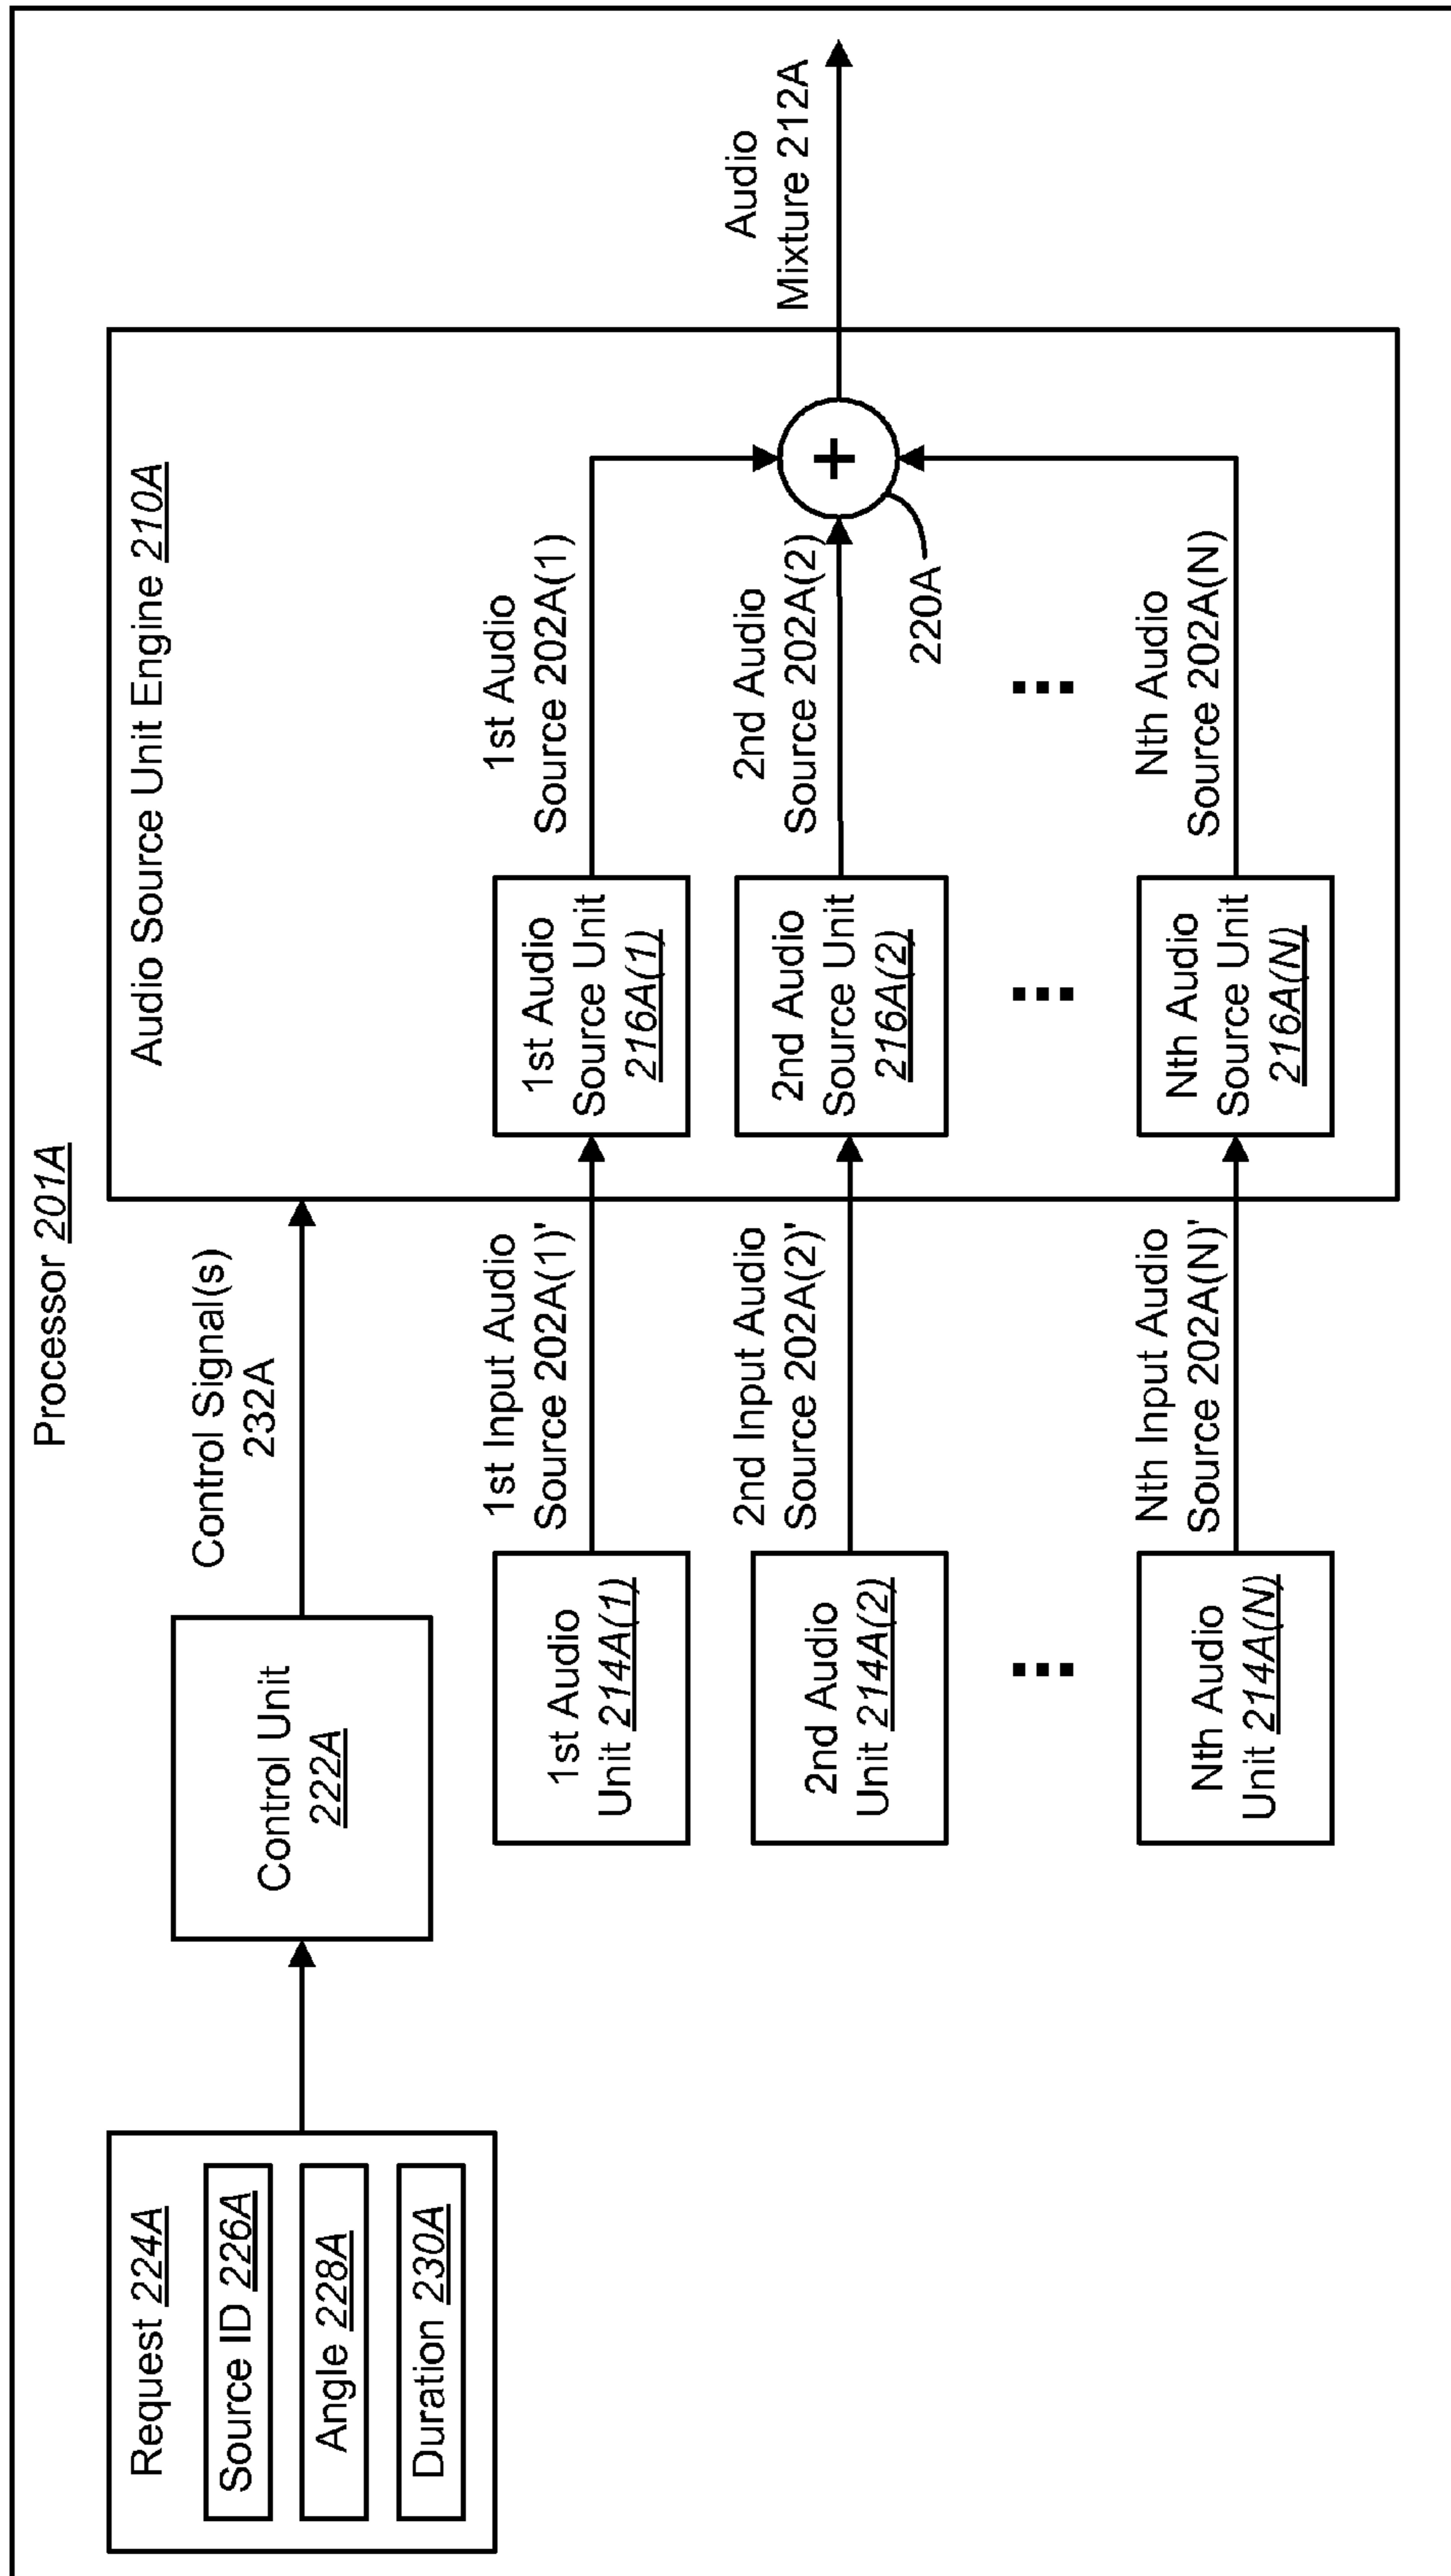 Processor 201A
Request 224A
Source ID 226A
Angle 228A
Duration 230A
Control Unit
222A
Control Signal(s)
232A
Audio Source Unit Engine 210A
1st Audio
Unit 214A(1)
1st Input Audio
Source 202A(1)'
1st Audio
Source Unit
216A(1)
1st Audio
Source 202A(1)
2nd Audio
Unit 214A(2)
2nd Input Audio
Source 202A(2)'
2nd Audio
Source Unit
216A(2)
2nd Audio
Source 202A(2)
+
220A
Audio
Mixture 212A
...
...
...
Nth Audio
Unit 214A(N)
Nth Input Audio
Source 202A(N)'
Nth Audio
Source Unit
216A(N)
Nth Audio
Source 202A(N)